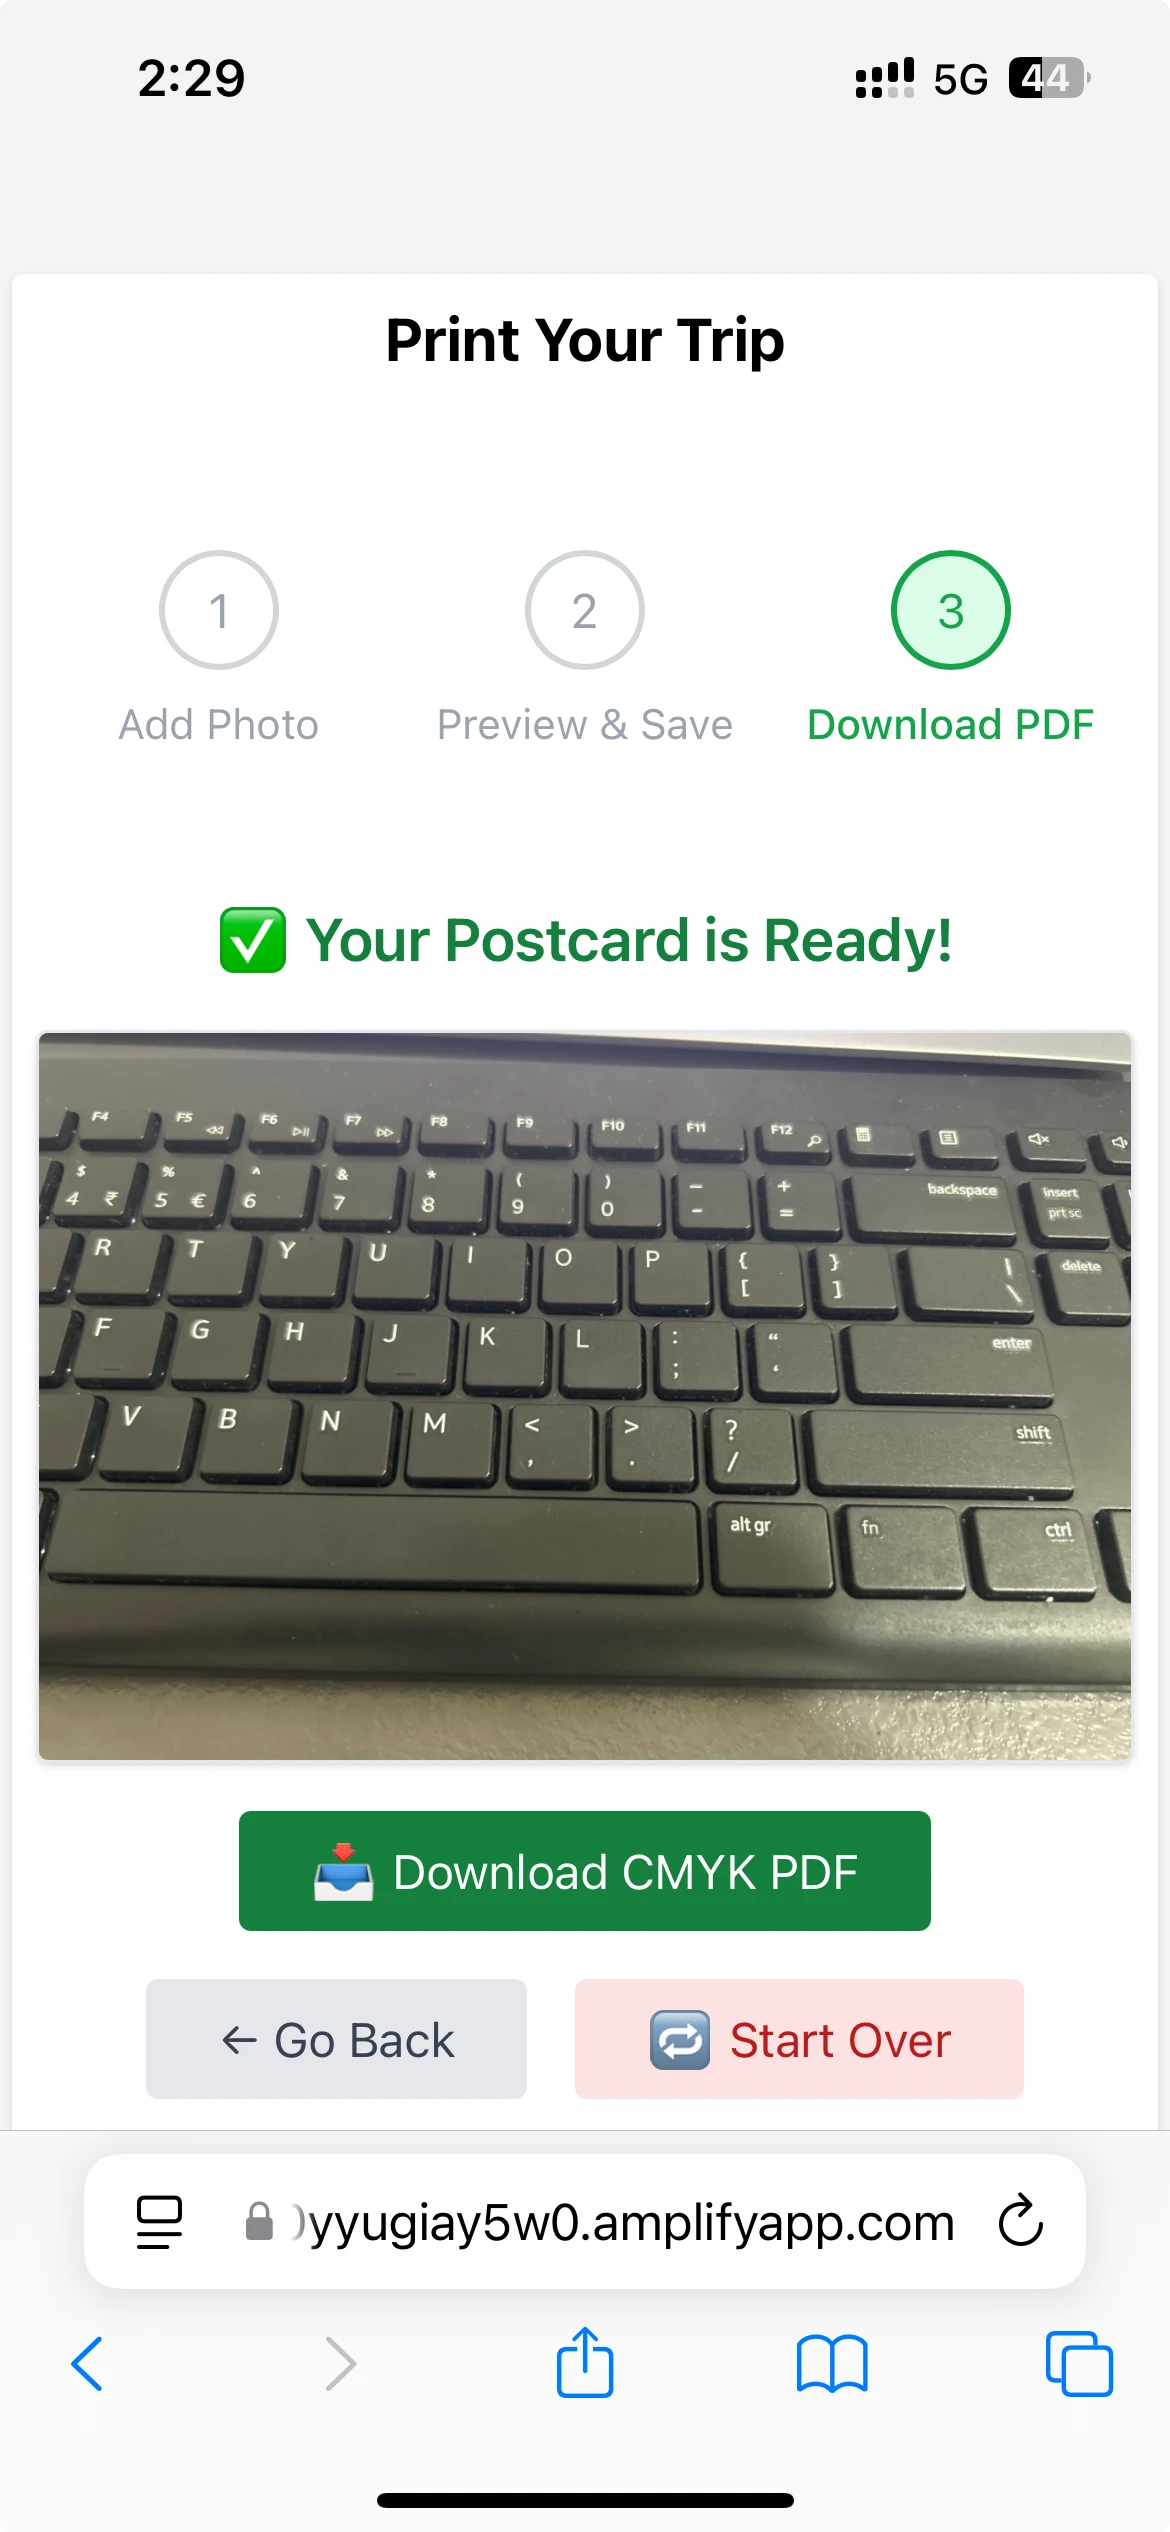 2:29 5G 44
Print Your Trip
1 2 3
Add Photo Preview & Save Download PDF
✅ Your Postcard is Ready!
F4 F5 F6 F7 F8 F9 F10 F11 F12
$ % ^ & * ( ) _ + backspace insert
4 ₹ 5 € 6 7 8 9 0 - = prt sc
R T Y U I O P { } | delete
[ ] \
F G H J K L : “ enter
; ‘
V B N M < > ? shift
, . /
alt gr fn ctrl
Download CMYK PDF
← Go Back Start Over
yyugiay5w0.amplifyapp.com